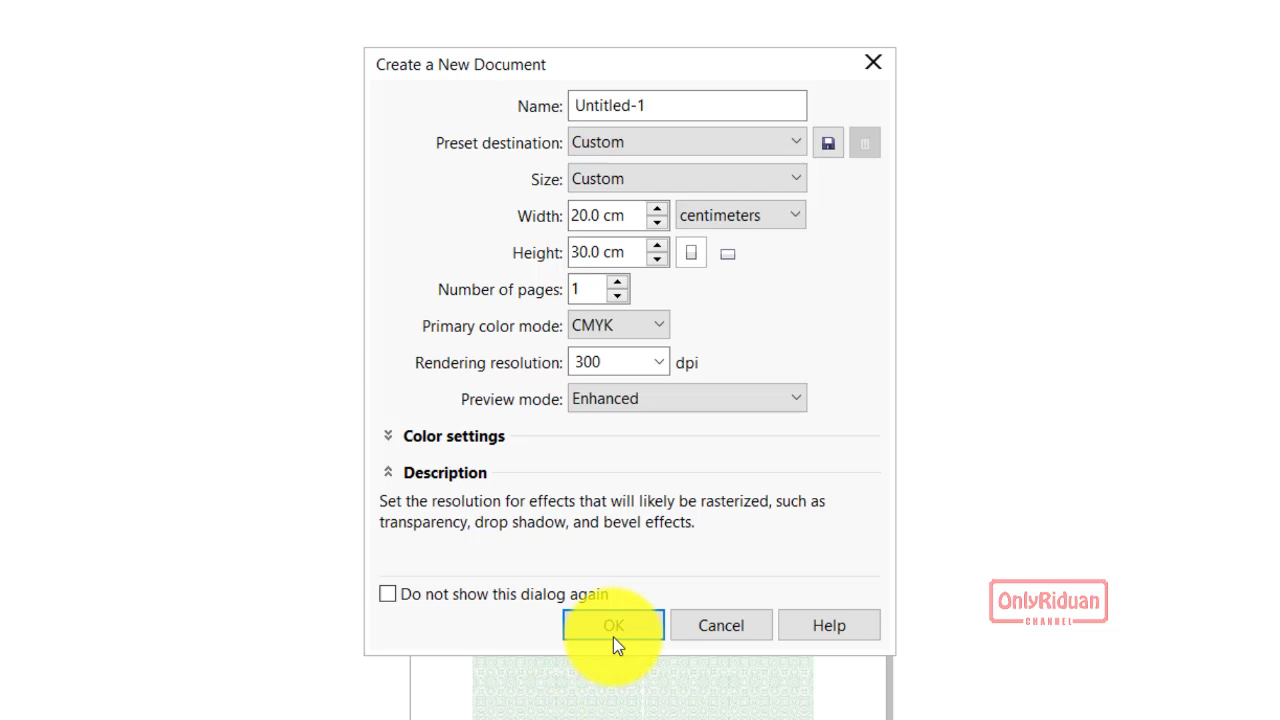 Create a New Document
Name: Untitled-1
Preset destination: Custom
Size: Custom
Width: 20.0 cm centimeters
Height: 30.0 cm
Number of pages: 1
Primary color mode: CMYK
Rendering resolution: 300 dpi
Preview mode: Enhanced
Color settings
Description
Set the resolution for effects that will likely be rasterized, such as
transparency, drop shadow, and bevel effects.
Do not show this dialog again
OK Cancel Help
OnlyRiduan
CHANNEL